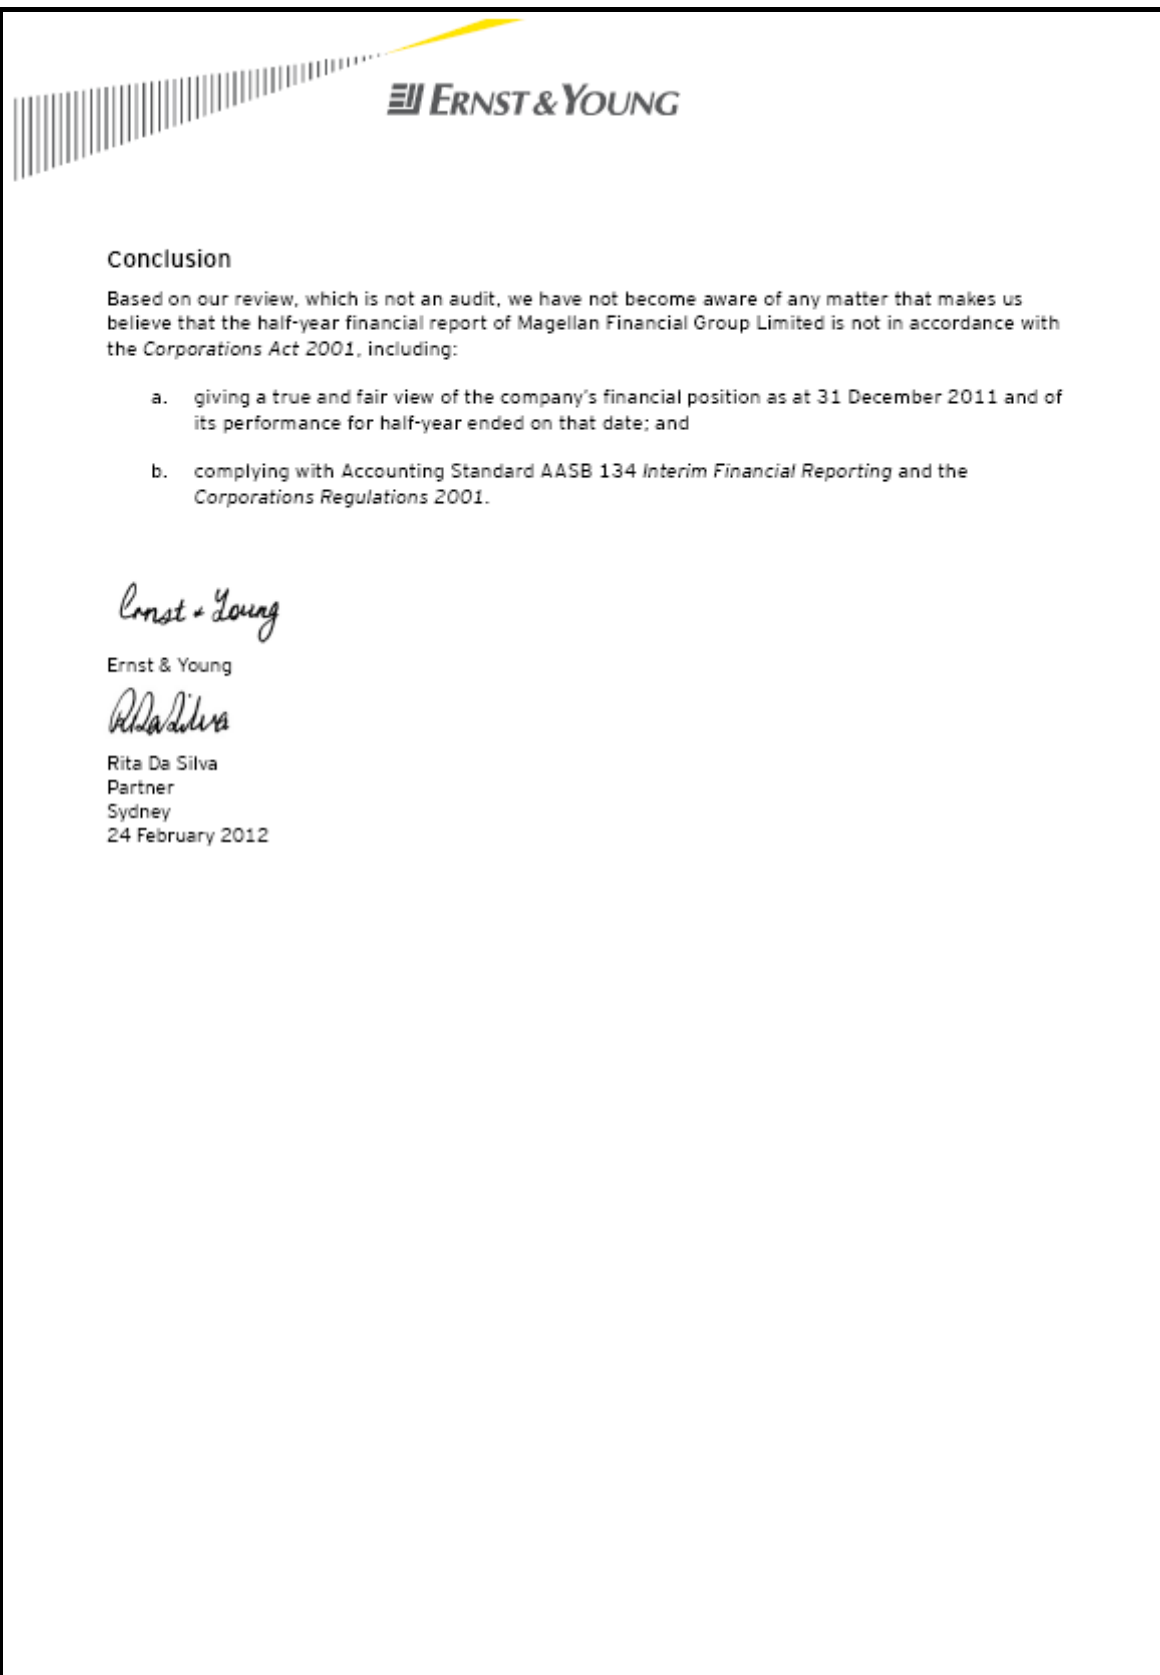 ERNST & YOUNG
Conclusion
Based on our review, which is not an audit, we have not become aware of any matter that makes us
believe that the half-year financial report of Magellan Financial Group Limited is not in accordance with
the Corporations Act 2001, including:
a. giving a true and fair view of the company's financial position as at 31 December 2011 and of
its performance for half-year ended on that date; and
b. complying with Accounting Standard AASB 134 Interim Financial Reporting and the
Corporations Regulations 2001.
Ernst & Young
Ernst & Young
R Da Silva
Rita Da Silva
Partner
Sydney
24 February 2012